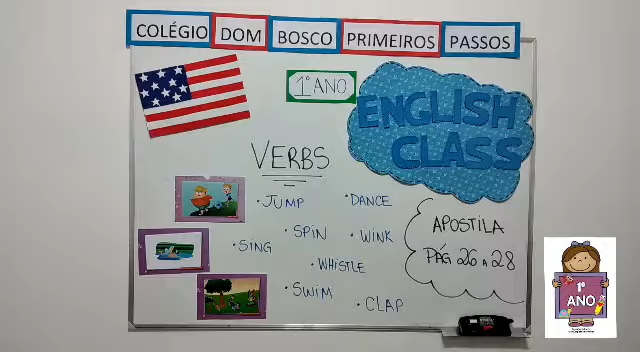 COLÉGIO DOM BOSCO PRIMEIROS PASSOS
1º ANO
ENGLISH
CLASS
VERBS
• JUMP
• DANCE
• SPIN
• WINK
• SING
• WHISTLE
• SWIM
• CLAP
APOSTILA
PÁG 26 A 28
1º
ANO